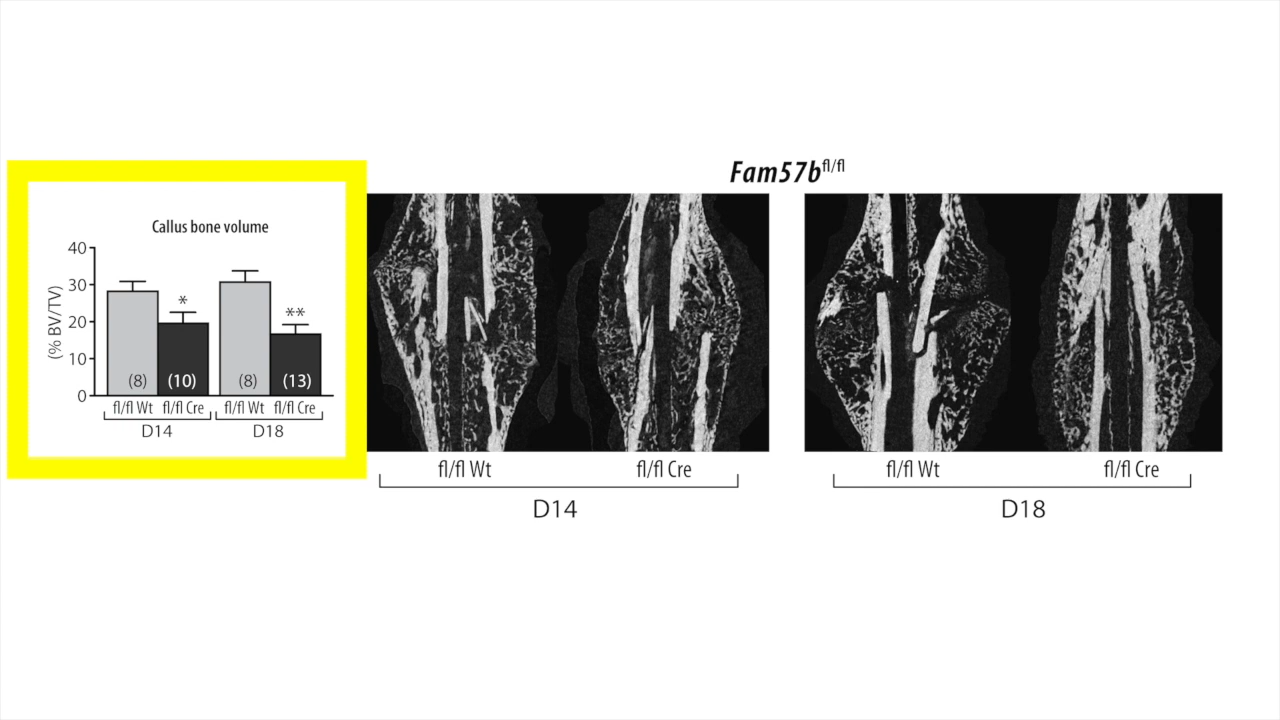 Fam57bfl/fl
Callus bone volume
40
30
20
10
0
(% BV/TV)
*
**
(8)
(10)
(8)
(13)
fl/fl Wt fl/fl Cre fl/fl Wt fl/fl Cre
D14 D18
fl/fl Wt fl/fl Cre fl/fl Wt fl/fl Cre
D14 D18